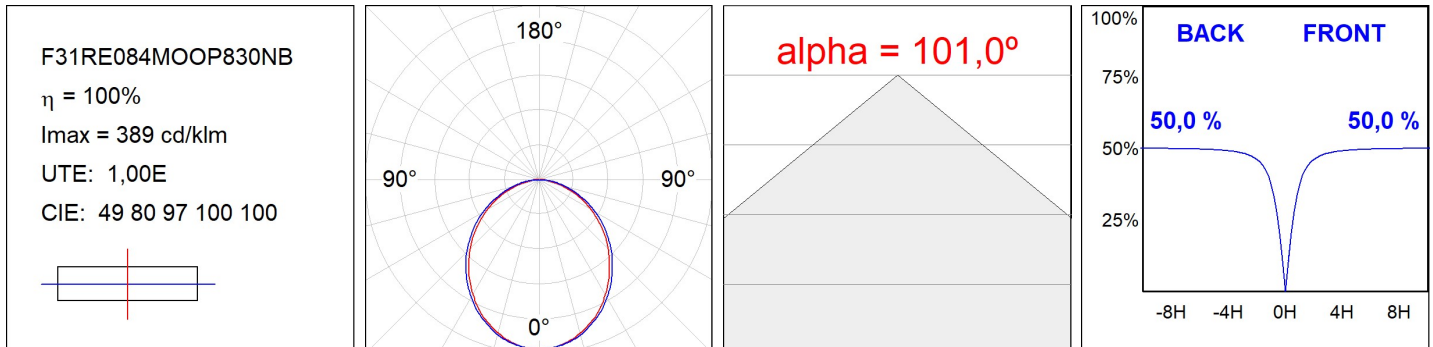 F31RE084MOOP830NB
η = 100%
Imax = 389 cd/klm
UTE: 1,00E
CIE: 49 80 97 100 100
180°
90° 90°
0°
alpha = 101,0º
100%
BACK FRONT
75%
50,0 % 50,0 %
50%
25%
-8H -4H 0H 4H 8H